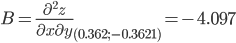 B = ∂²z / ∂x∂y (0.362;−0.3621) = −4.097